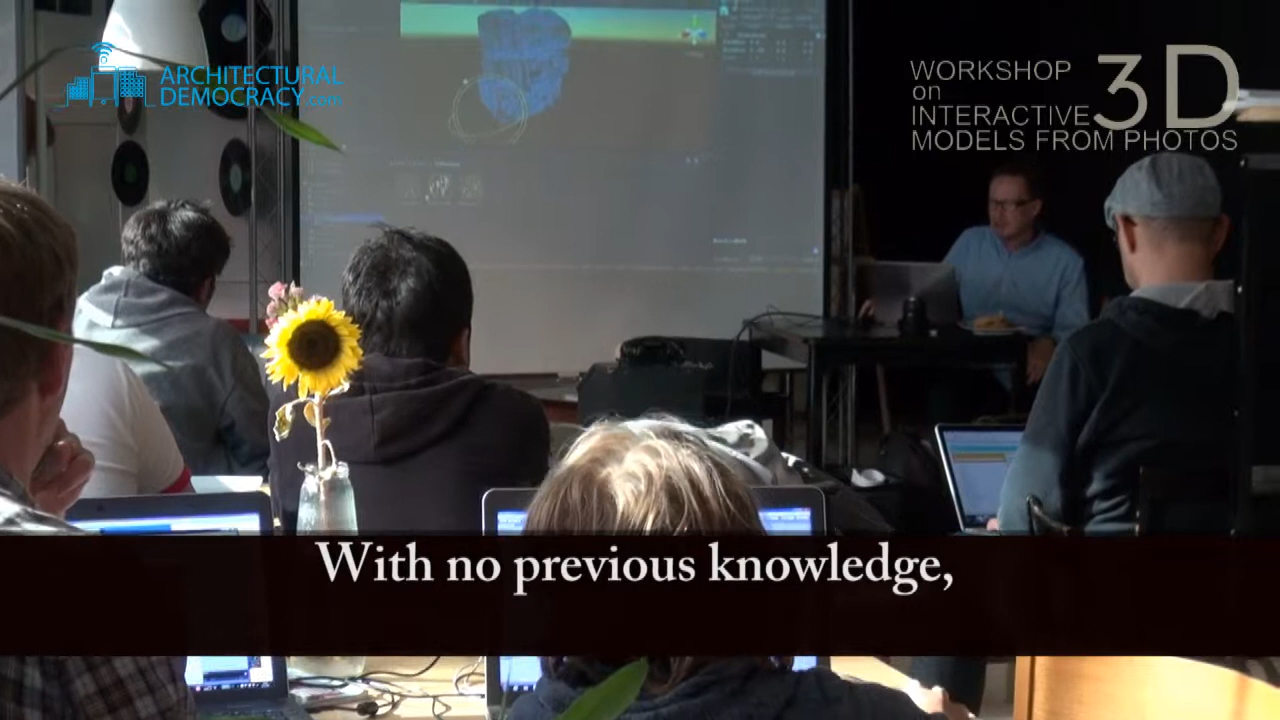 ARCHITECTURAL
DEMOCRACY.com
WORKSHOP
on
INTERACTIVE 3D
MODELS FROM PHOTOS
With no previous knowledge,